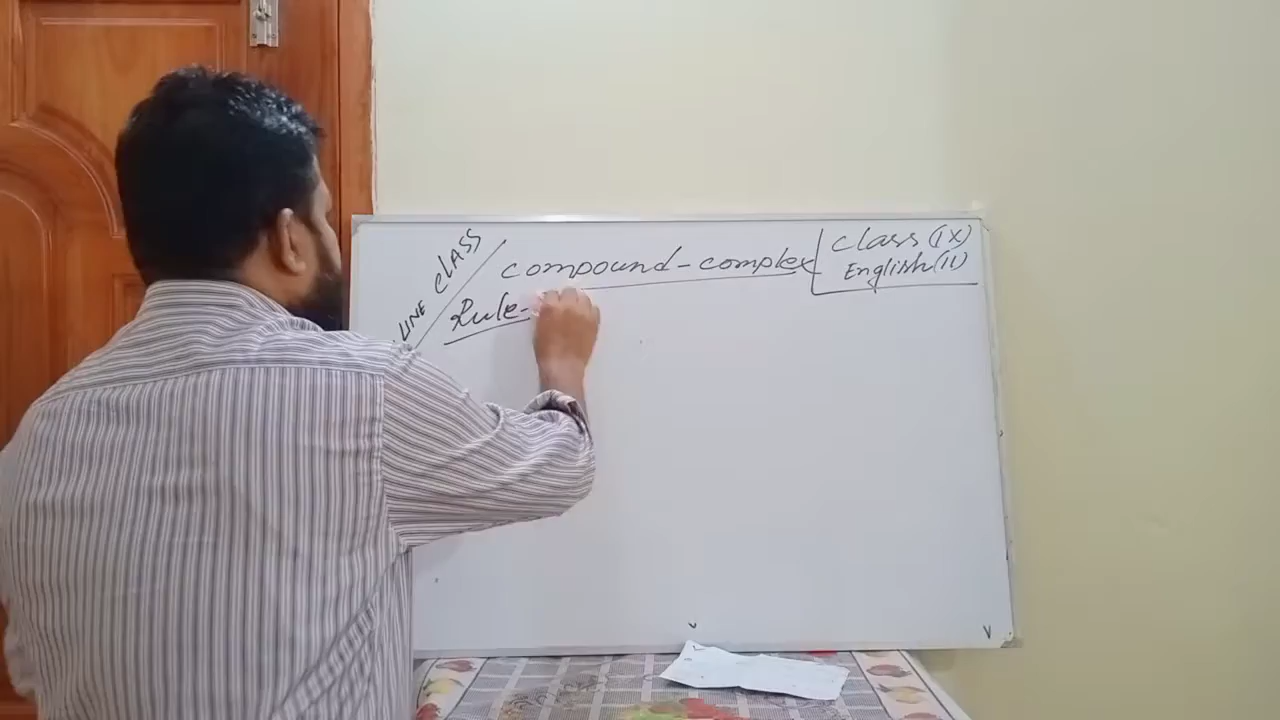 LINE CLASS
compound-complex
Class (IX)
English (II)
Rule-